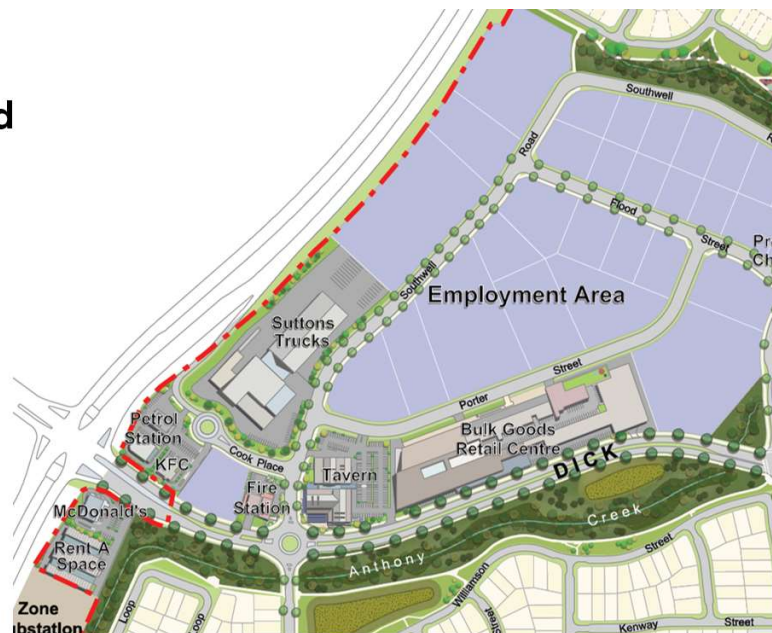 d
Southwell
Road
Flood
Street
Pr
Ch
Southwell
Employment Area
Suttons
Trucks
Porter
Street
Petrol
Station
KFC
Cook Place
Bulk Goods
Retail Centre
DICK
Tavern
Fire
Station
McDonald's
Rent A
Space
Anthony
Creek
Zone
ubstation
Loop
Loop
Williamson
Street
Street
Kenway
Street